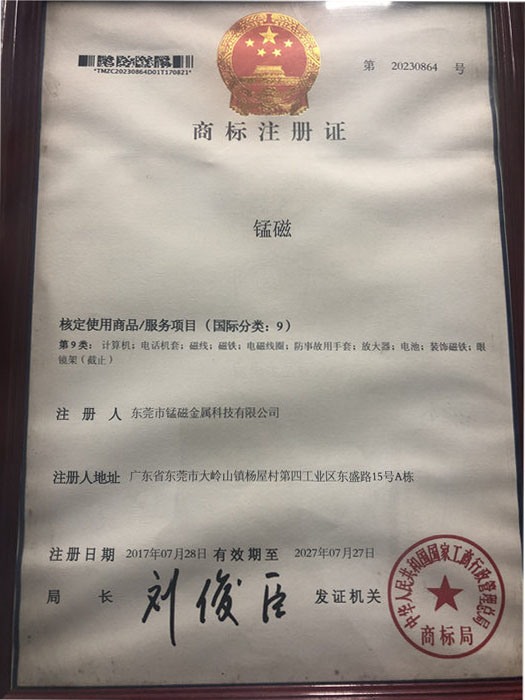 *TMZC20230864D01T170821*
第 20230864 号
商标注册证
锰磁
核定使用商品/服务项目（国际分类：9）
第9类：计算机；电话机套；磁线；磁铁；电磁线圈；防事故用手套；放大器；电池；装饰磁铁；眼
镜架（截止）
注 册 人 东莞市锰磁金属科技有限公司
注册人地址 广东省东莞市大岭山镇杨屋村第四工业区东盛路15号A栋
注册日期 2017年07月28日 有效期至 2027年07月27日
局 长 刘俊臣 发证机关
中华人民共和国国家工商行政管理总局
商标局